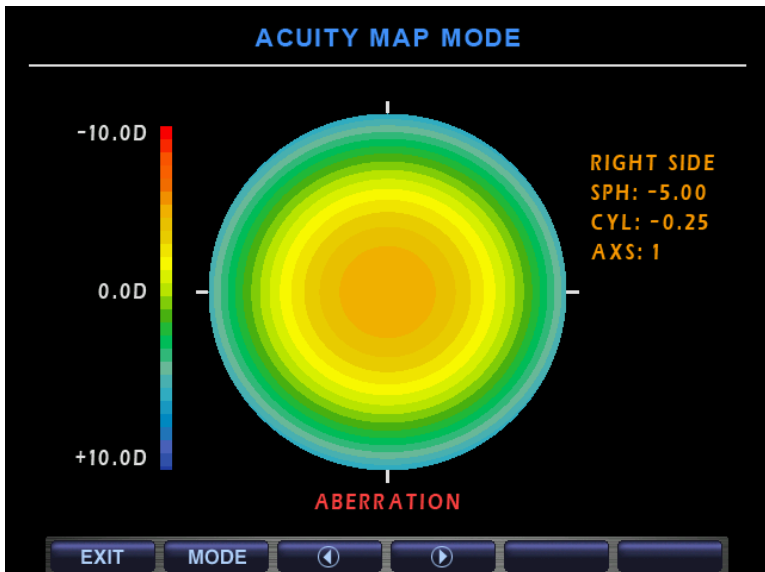 ACUITY MAP MODE
-10.0D
0.0D
+10.0D
RIGHT SIDE
SPH: -5.00
CYL: -0.25
AXS: 1
ABERRATION
EXIT
MODE